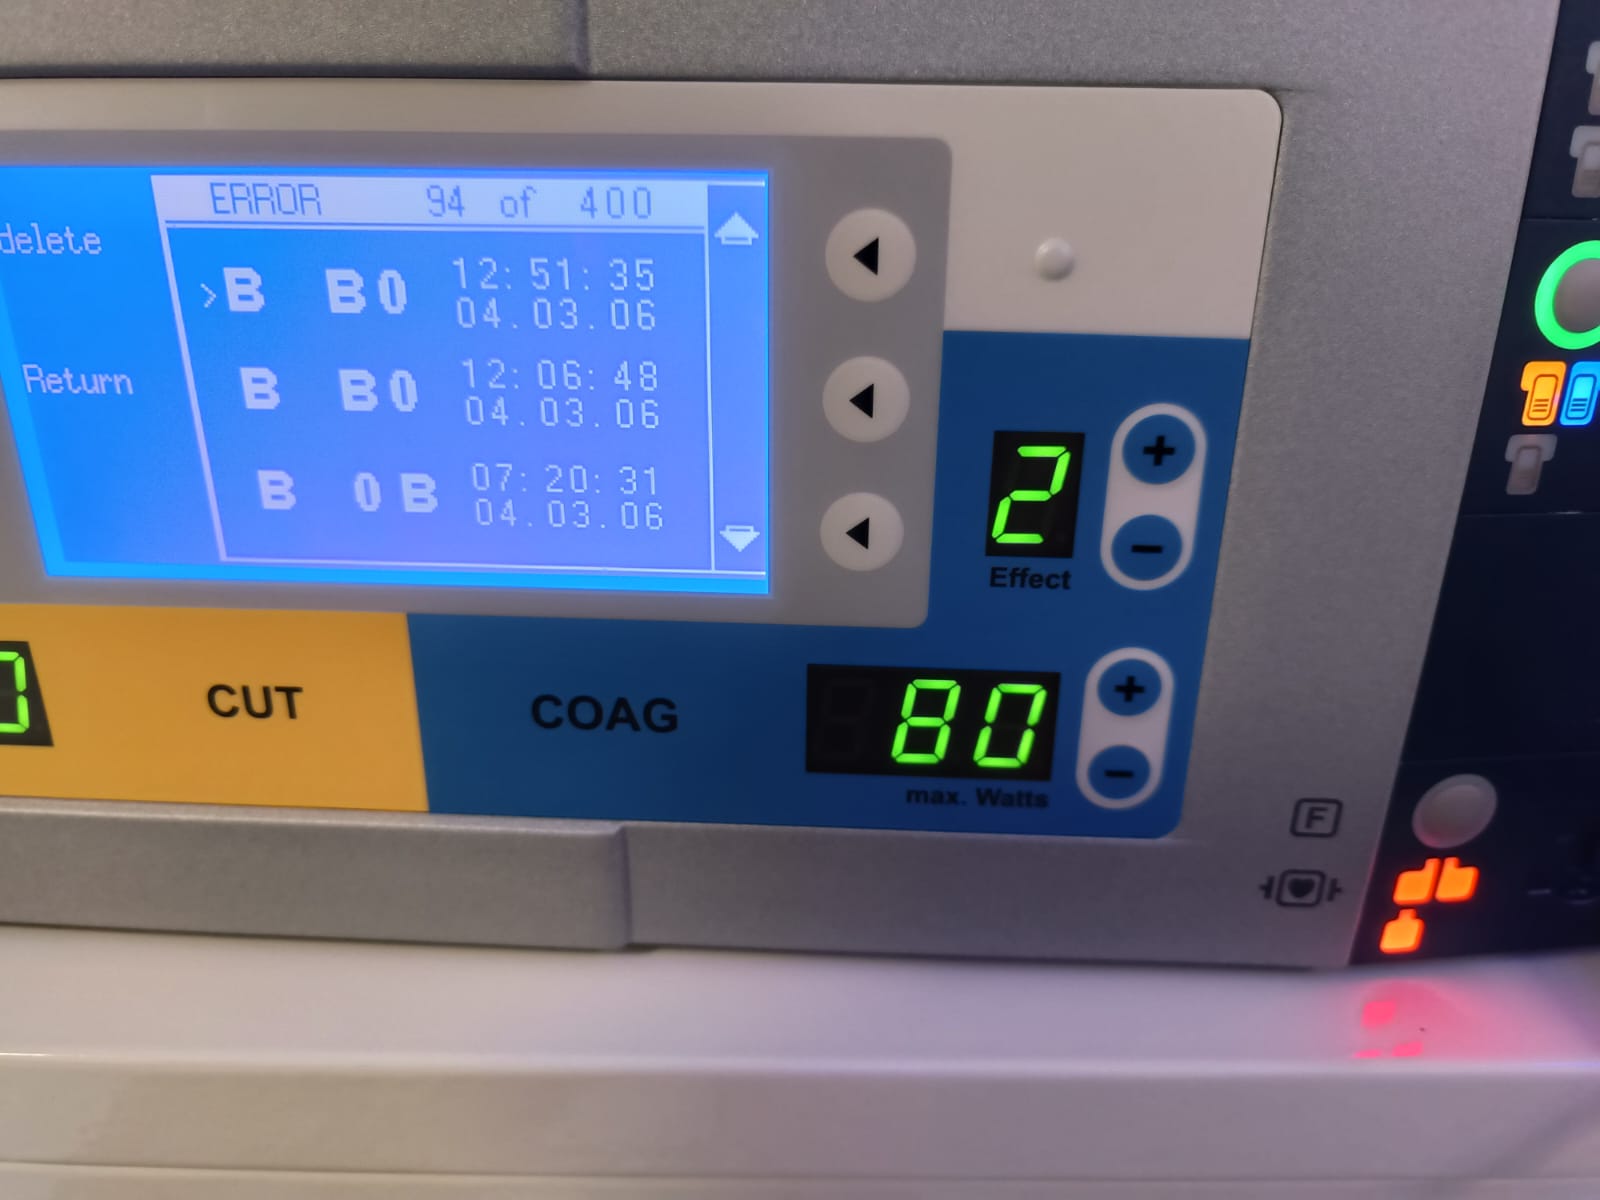 ERROR 94 of 400
delete
>B B0 12:51:35
04.03.06
Return
B B0 12:06:48
04.03.06
B 0B 07:20:31
04.03.06
2
+
-
Effect
CUT
COAG
80
+
-
max. Watts
F